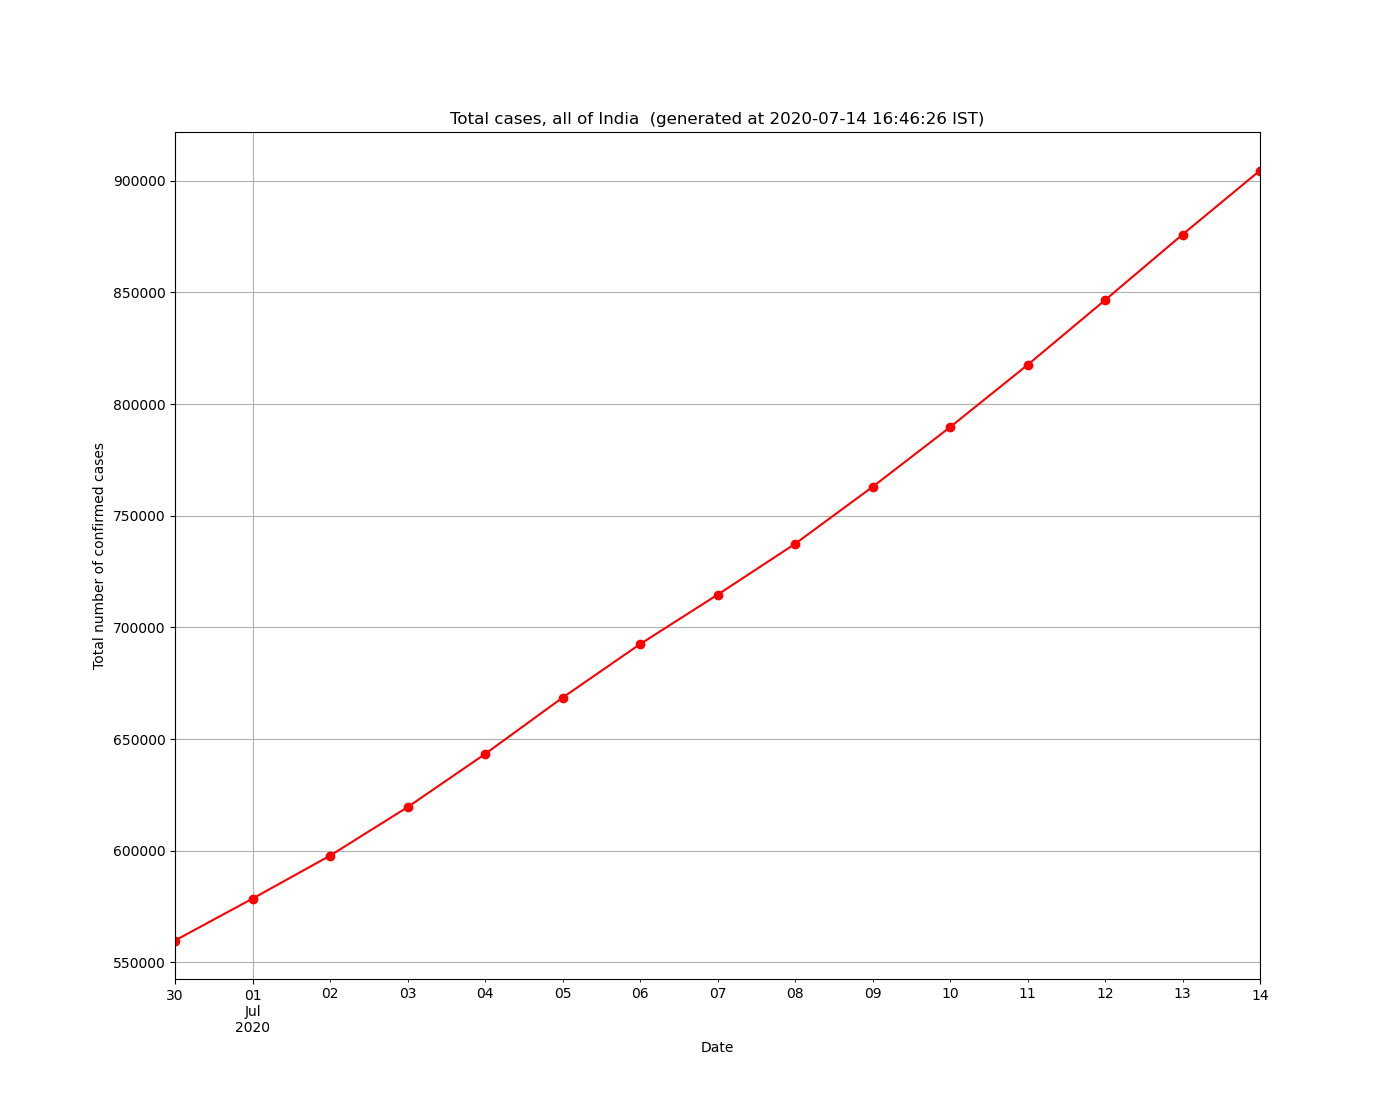 Total cases, all of India  (generated at 2020-07-14 16:46:26 IST)
900000
850000
800000
750000
700000
650000
600000
550000
Total number of confirmed cases
30 01 02 03 04 05 06 07 08 09 10 11 12 13 14
Jul
2020
Date